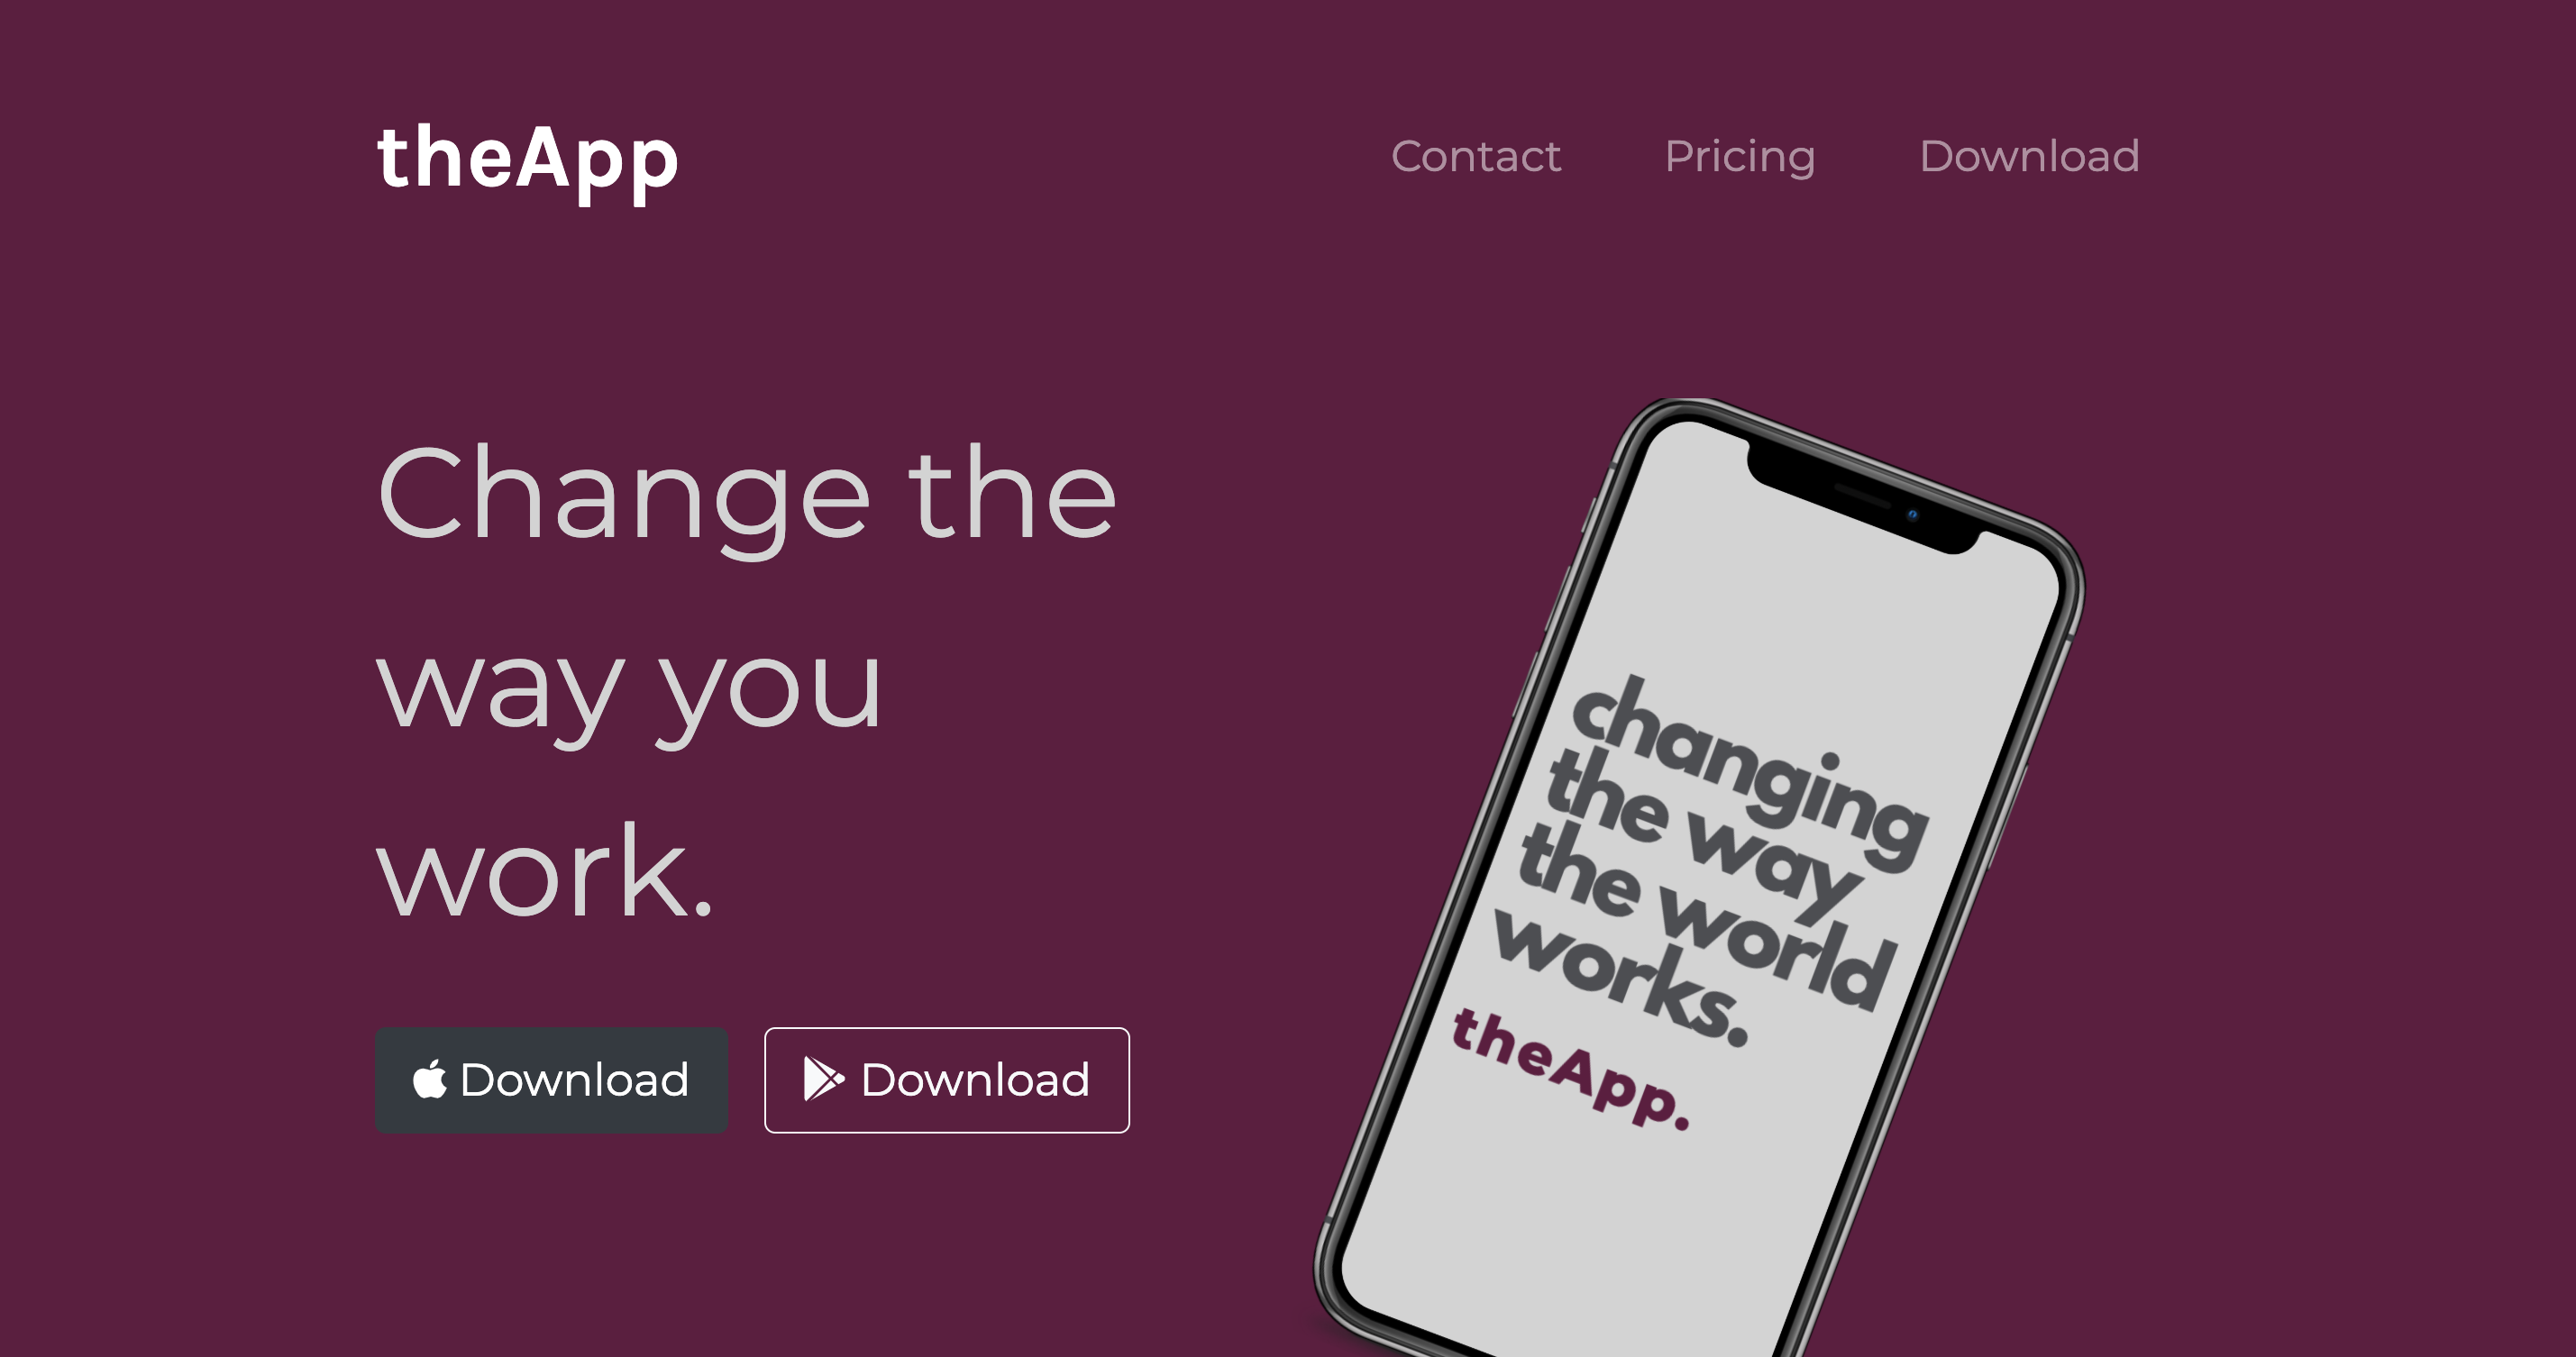 theApp
Contact
Pricing
Download
Change the
way you
work.
Download
Download
changing
the way
the world
works.
theApp.